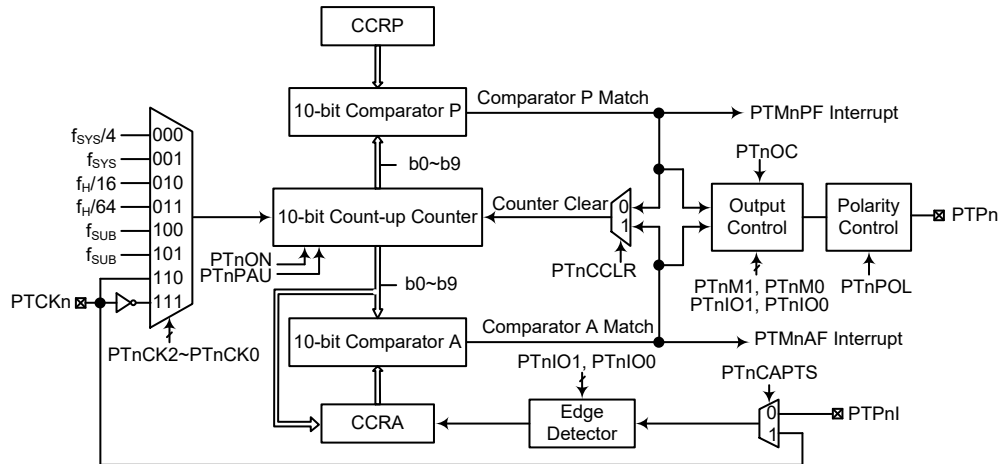 CCRP
10-bit Comparator P
Comparator P Match
PTMnPF Interrupt
b0~b9
PTnOC
fSYS/4
000
fSYS
001
fH/16
010
fH/64
011
fSUB
100
fSUB
101
110
111
PTCKn
PTnCK2~PTnCK0
10-bit Count-up Counter
Counter Clear
0
1
PTnCCLR
Output
Control
Polarity
Control
PTPn
PTnON
PTnPAU
PTnM1, PTnM0
PTnIO1, PTnIO0
PTnPOL
b0~b9
10-bit Comparator A
Comparator A Match
PTMnAF Interrupt
PTnIO1, PTnIO0
PTnCAPTS
CCRA
Edge
Detector
0
1
PTPnI